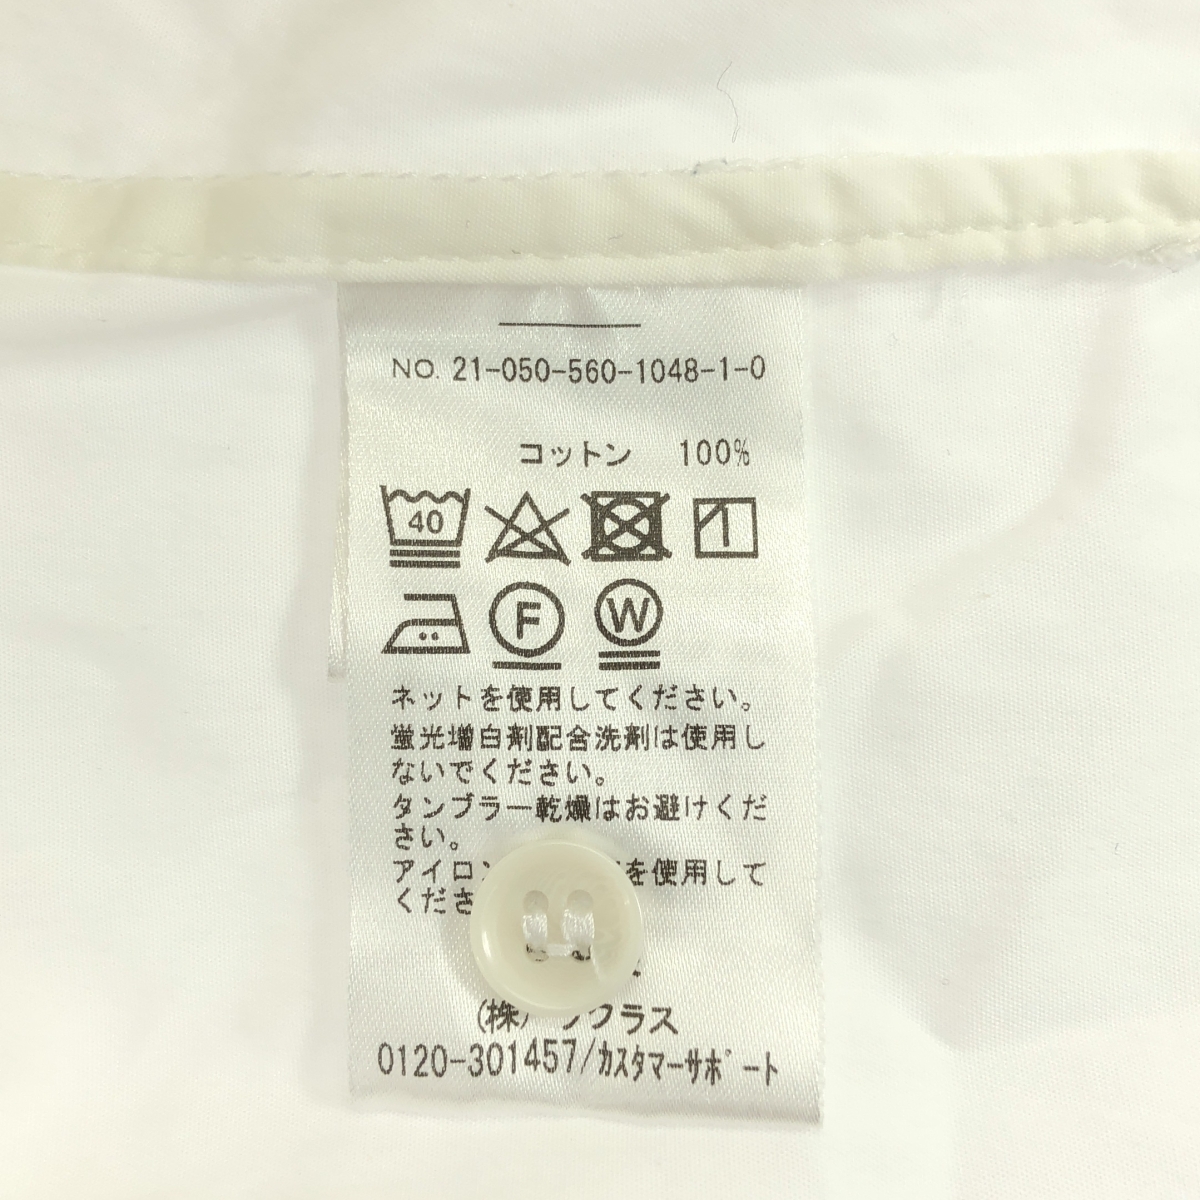 NO. 21-050-560-1048-1-0
コットン 100%
40
F W
ネットを使用してください。
蛍光増白剤配合洗剤は使用し
ないでください。
タンブラー乾燥はお避けくだ
さい。
アイロン を使用して
くださ
(株) クラス
0120-301457/カスタマーサポート